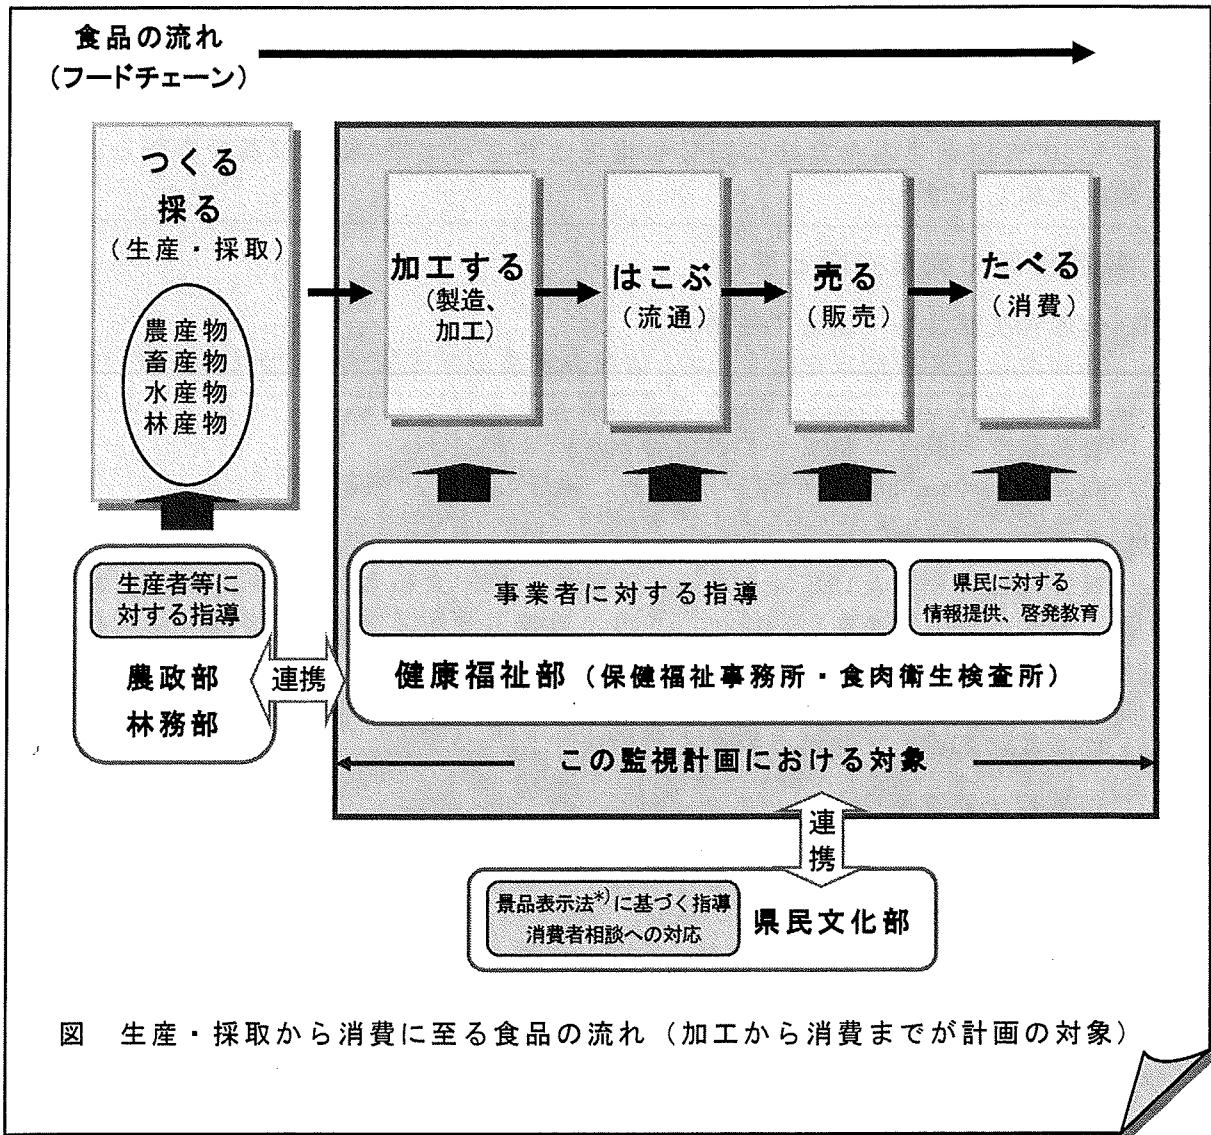 食品の流れ
(フードチェーン)
つくる
採る
(生産・採取)
農産物
畜産物
水産物
林産物
加工する
(製造、
加工)
はこぶ
(流通)
売る
(販売)
たべる
(消費)
生産者等に
対する指導
農政部
林務部
連携
事業者に対する指導
県民に対する
情報提供、啓発教育
健康福祉部(保健福祉事務所・食肉衛生検査所)
この監視計画における対象
連
携
景品表示法*)に基づく指導
消費者相談への対応
県民文化部
図 生産・採取から消費に至る食品の流れ(加工から消費までが計画の対象)